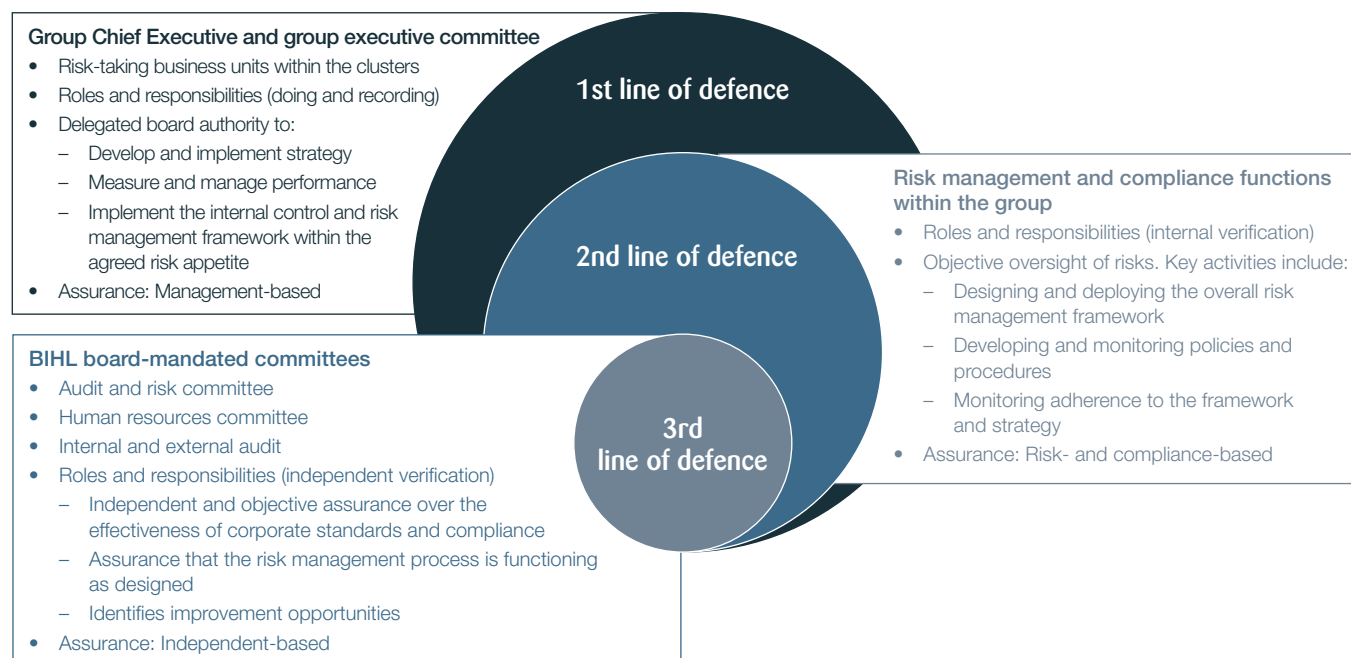 Group Chief Executive and group executive committee
• Risk-taking business units within the clusters
• Roles and responsibilities (doing and recording)
• Delegated board authority to:
– Develop and implement strategy
– Measure and manage performance
– Implement the internal control and risk
management framework within the
agreed risk appetite
• Assurance: Management-based
1st line of defence
2nd line of defence
Risk management and compliance functions
within the group
• Roles and responsibilities (internal verification)
• Objective oversight of risks. Key activities include:
– Designing and deploying the overall risk
management framework
– Developing and monitoring policies and
procedures
– Monitoring adherence to the framework
and strategy
• Assurance: Risk- and compliance-based
BIHL board-mandated committees
• Audit and risk committee
• Human resources committee
• Internal and external audit
• Roles and responsibilities (independent verification)
– Independent and objective assurance over the
effectiveness of corporate standards and compliance
– Assurance that the risk management process is functioning
as designed
– Identifies improvement opportunities
• Assurance: Independent-based
3rd
line of defence